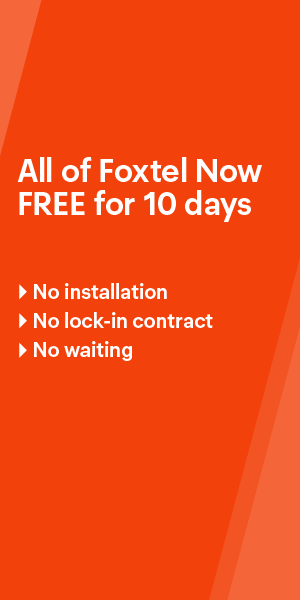 All of Foxtel Now
FREE for 10 days
No installation
No lock-in contract
No waiting